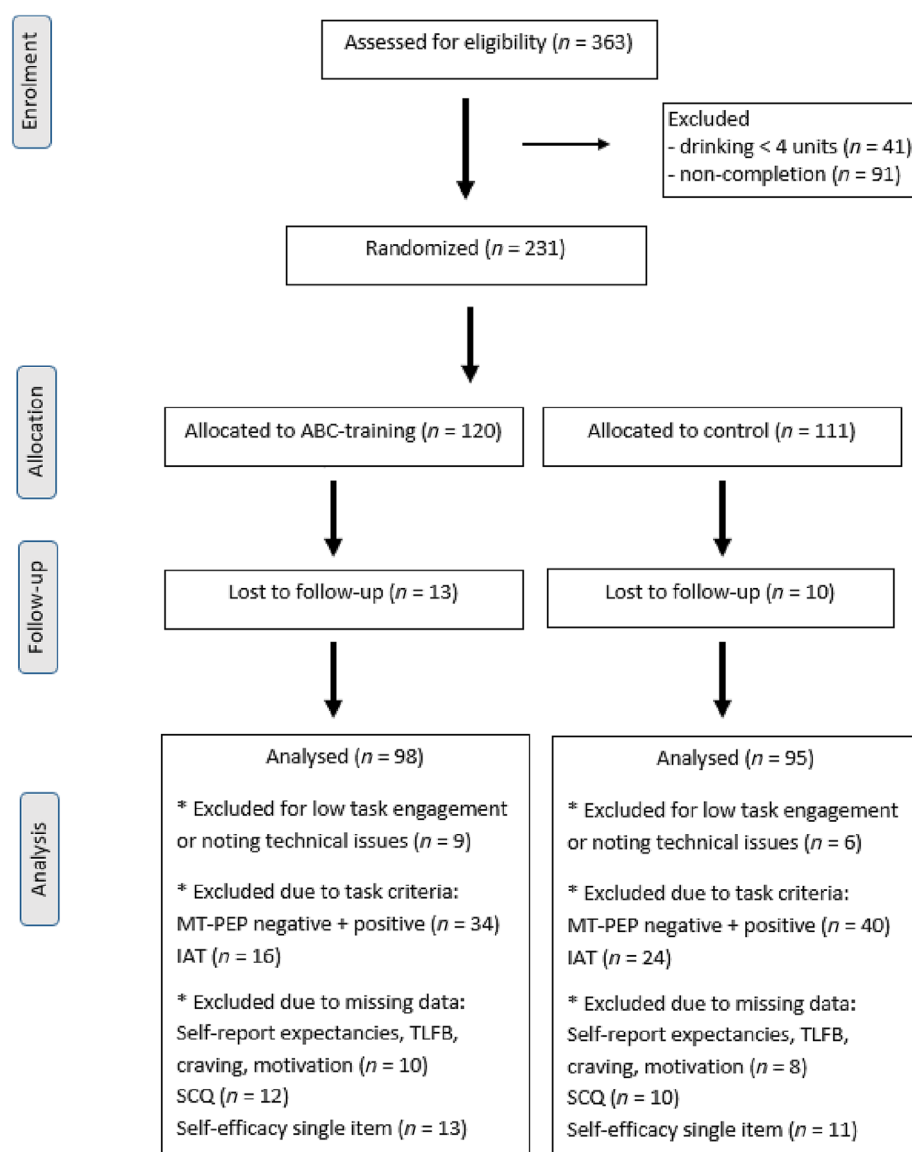 Enrolment
Assessed for eligibility (n = 363)
Excluded
- drinking < 4 units (n = 41)
- non-completion (n = 91)
Randomized (n = 231)
Allocation
Allocated to ABC-training (n = 120)
Allocated to control (n = 111)
Follow-up
Lost to follow-up (n = 13)
Lost to follow-up (n = 10)
Analysis
Analysed (n = 98)
* Excluded for low task engagement
or noting technical issues (n = 9)
* Excluded due to task criteria:
MT-PEP negative + positive (n = 34)
IAT (n = 16)
* Excluded due to missing data:
Self-report expectancies, TLFB,
craving, motivation (n = 10)
SCQ (n = 12)
Self-efficacy single item (n = 13)
Analysed (n = 95)
* Excluded for low task engagement
or noting technical issues (n = 6)
* Excluded due to task criteria:
MT-PEP negative + positive (n = 40)
IAT (n = 24)
* Excluded due to missing data:
Self-report expectancies, TLFB,
craving, motivation (n = 8)
SCQ (n = 10)
Self-efficacy single item (n = 11)